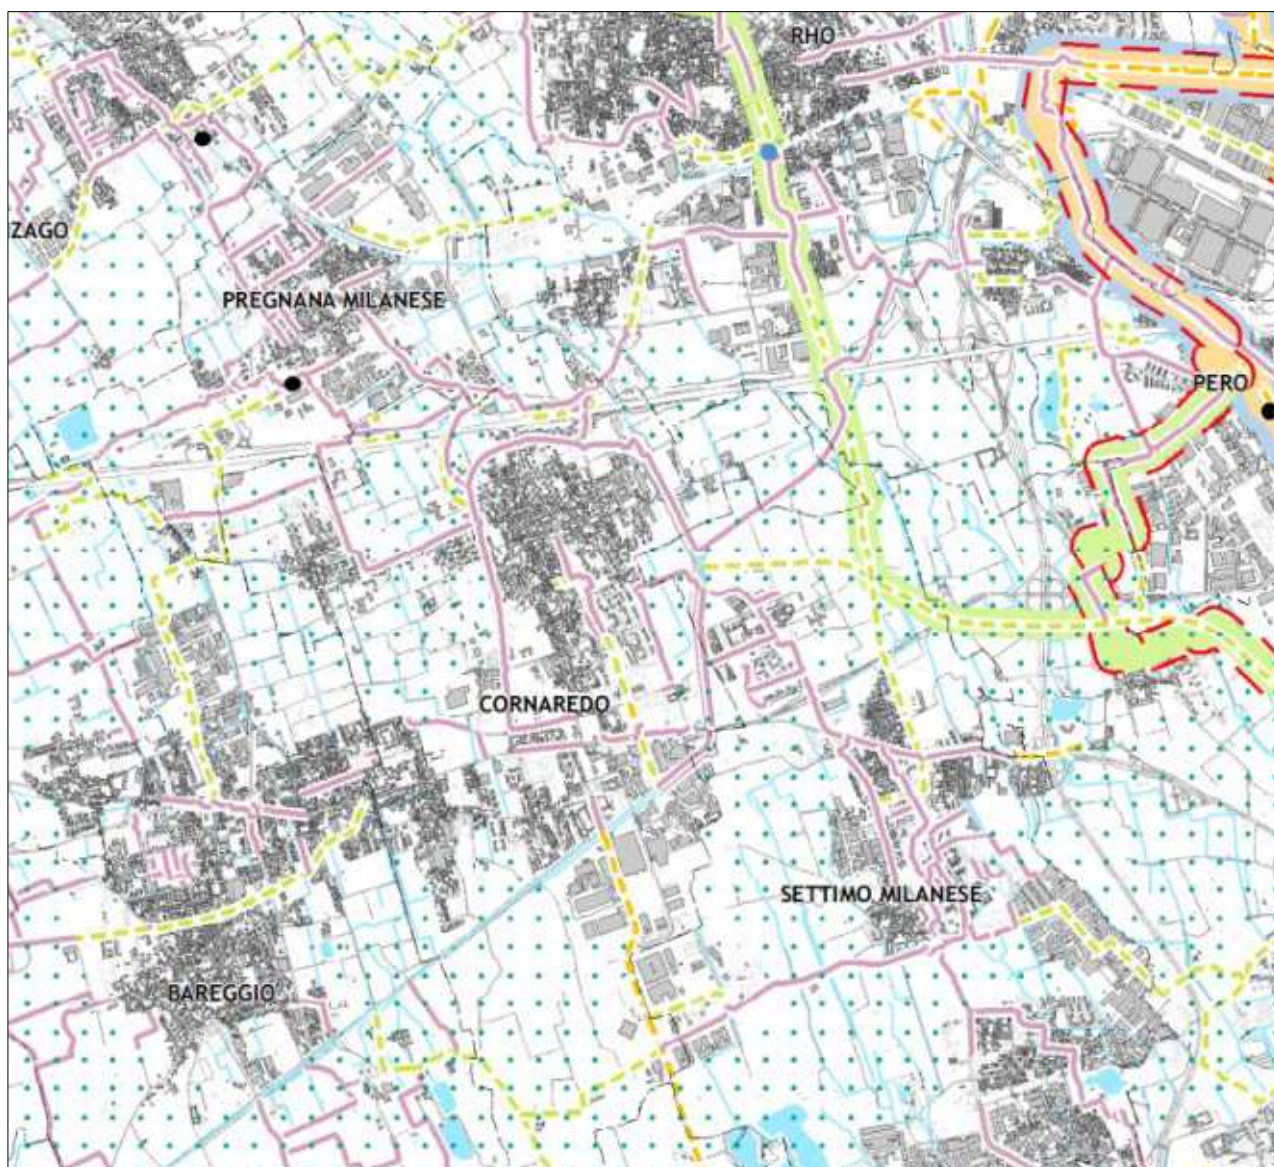 RHO
ZAGO
PREGNANA MILANESE
PERO
CORNAREDO
SETTIMO MILANESE
BAREGGIO